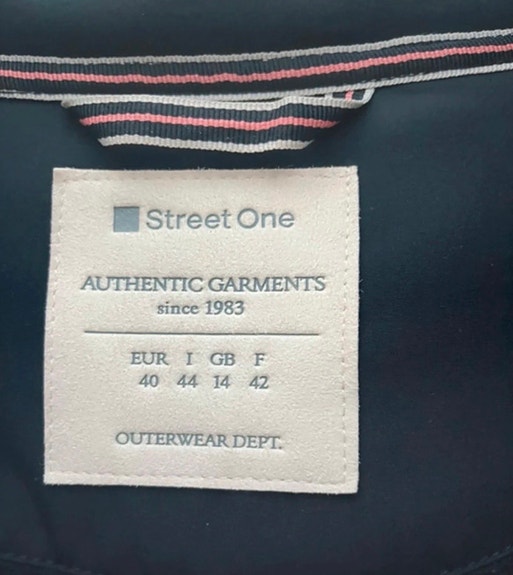 Street One
AUTHENTIC GARMENTS
since 1983
EUR I GB F
40 44 14 42
OUTERWEAR DEPT.